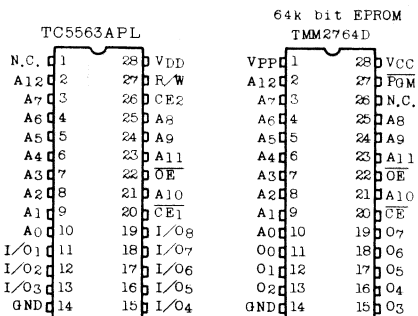 64k bit EPROM
TC5563APL TMM2764D
N.C. 1 28 VDD VPP 1 28 VCC
A12 2 27 R/W A12 2 27 PGM
A7 3 26 CE2 A7 3 26 N.C.
A6 4 25 A8 A6 4 25 A8
A5 5 24 A9 A5 5 24 A9
A4 6 23 A11 A4 6 23 A11
A3 7 22 OE A3 7 22 OE
A2 8 21 A10 A2 8 21 A10
A1 9 20 CE1 A1 9 20 CE
A0 10 19 I/O8 A0 10 19 O7
I/O1 11 18 I/O7 O0 11 18 O6
I/O2 12 17 I/O6 O1 12 17 O5
I/O3 13 16 I/O5 O2 13 16 O4
GND 14 15 I/O4 GND 14 15 O3